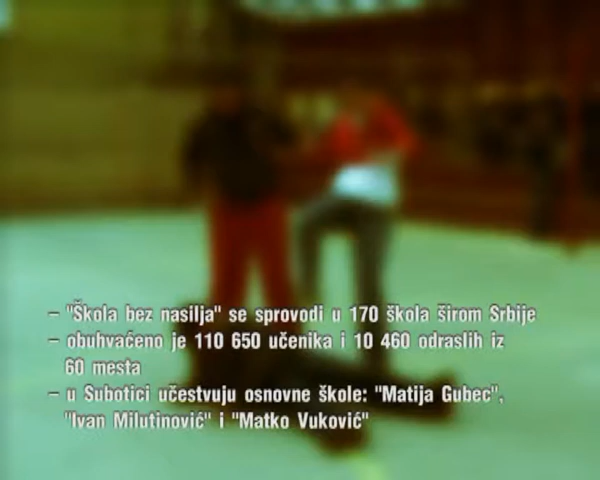 – "Škola bez nasilja" se sprovodi u 170 škola širom Srbije
– obuhvaćeno je 110 650 učenika i 10 460 odraslih iz
60 mesta
– u Subotici učestvuju osnovne škole: "Matija Gubec",
"Ivan Milutinović" i "Matko Vuković"